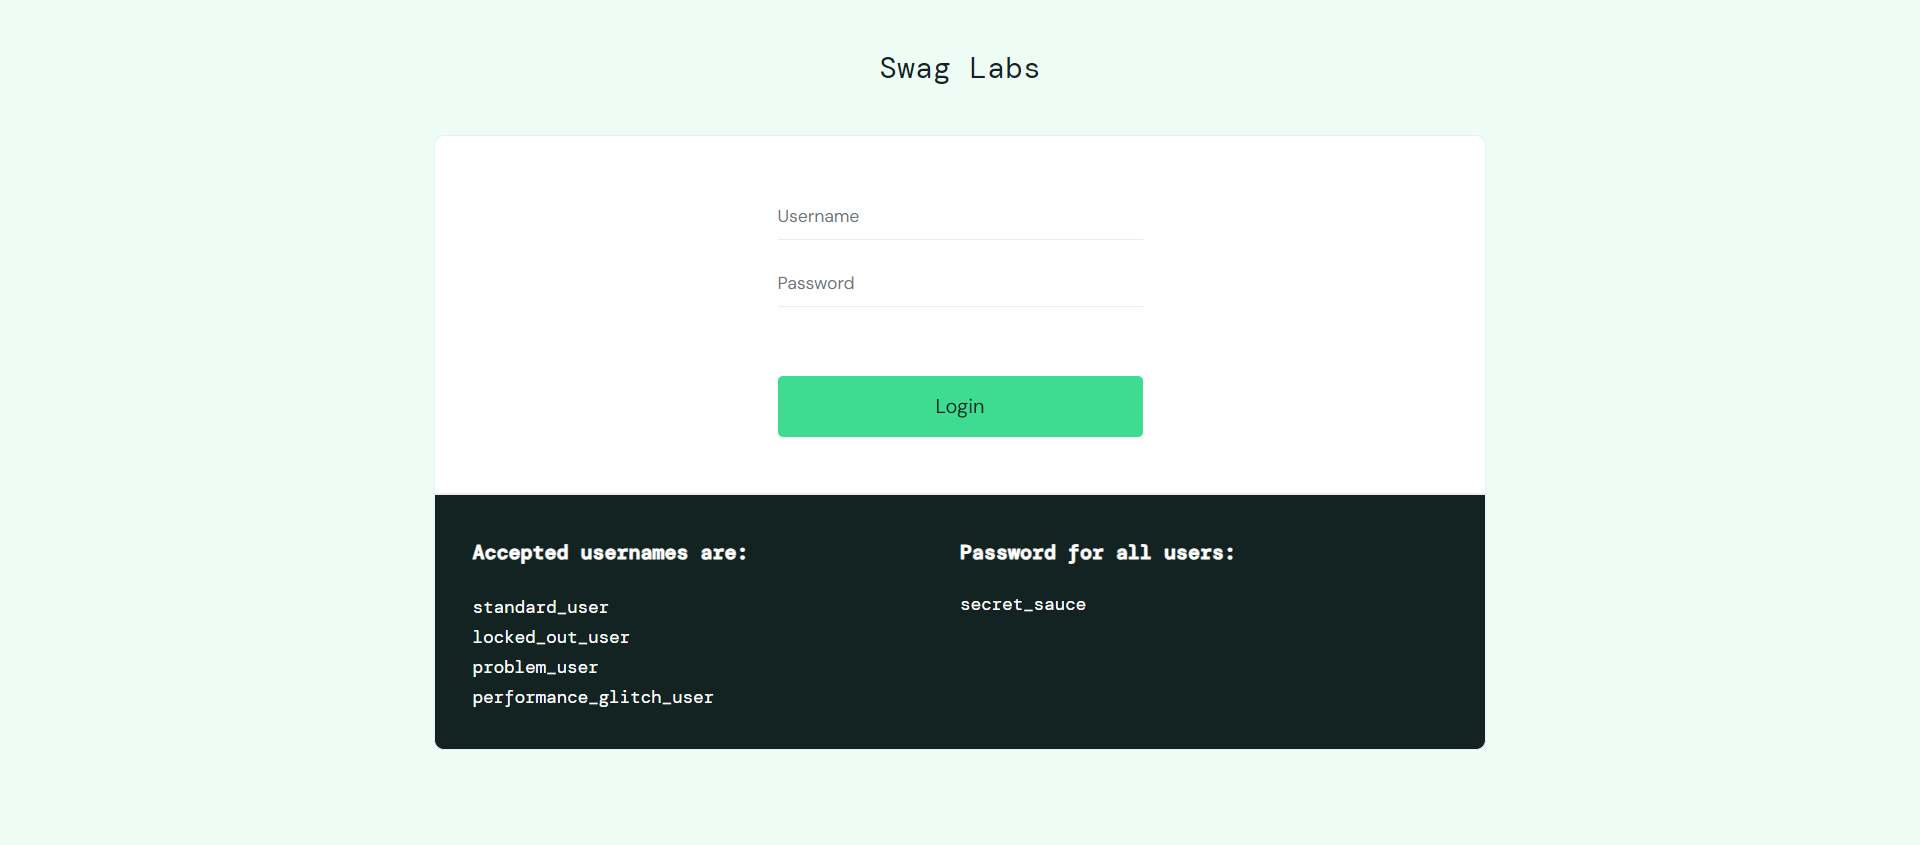 Swag Labs
Username
Password
Login
Accepted usernames are:
standard_user
locked_out_user
problem_user
performance_glitch_user
Password for all users:
secret_sauce